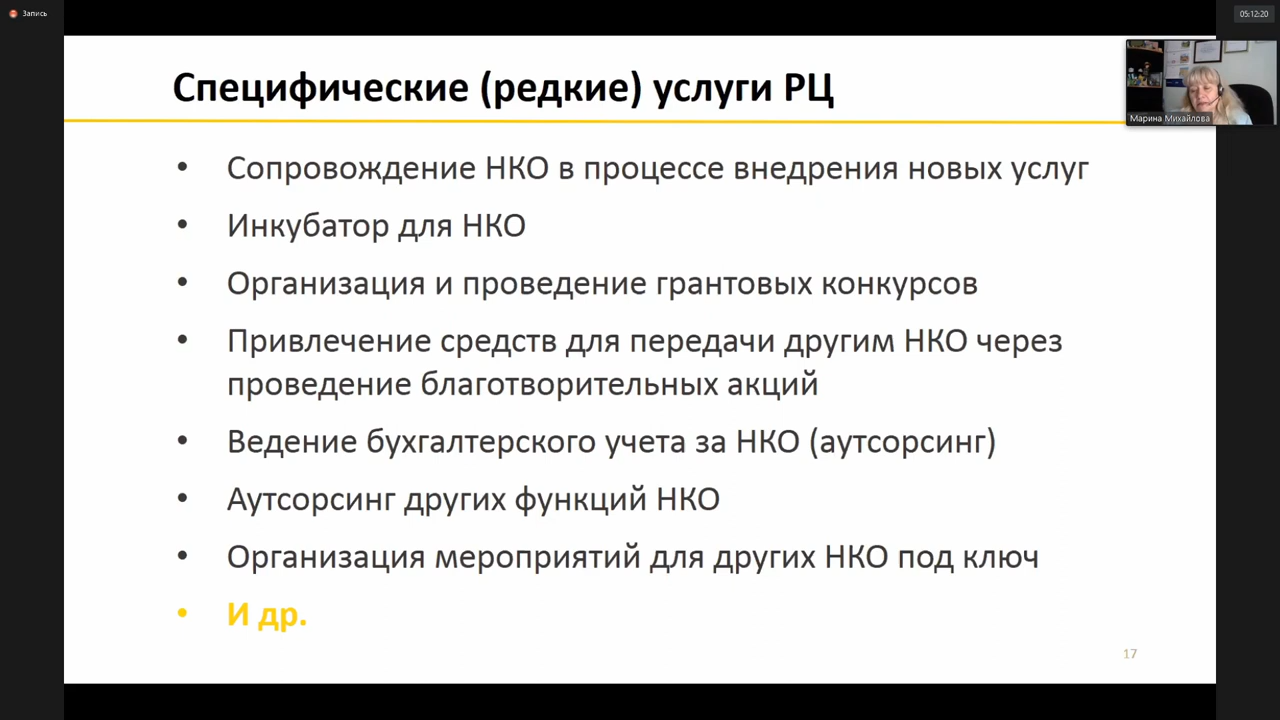 Запись
05:12:20
Специфические (редкие) услуги РЦ
Марина Михайлова
• Сопровождение НКО в процессе внедрения новых услуг
• Инкубатор для НКО
• Организация и проведение грантовых конкурсов
• Привлечение средств для передачи другим НКО через
проведение благотворительных акций
• Ведение бухгалтерского учета за НКО (аутсорсинг)
• Аутсорсинг других функций НКО
• Организация мероприятий для других НКО под ключ
• И др.
17